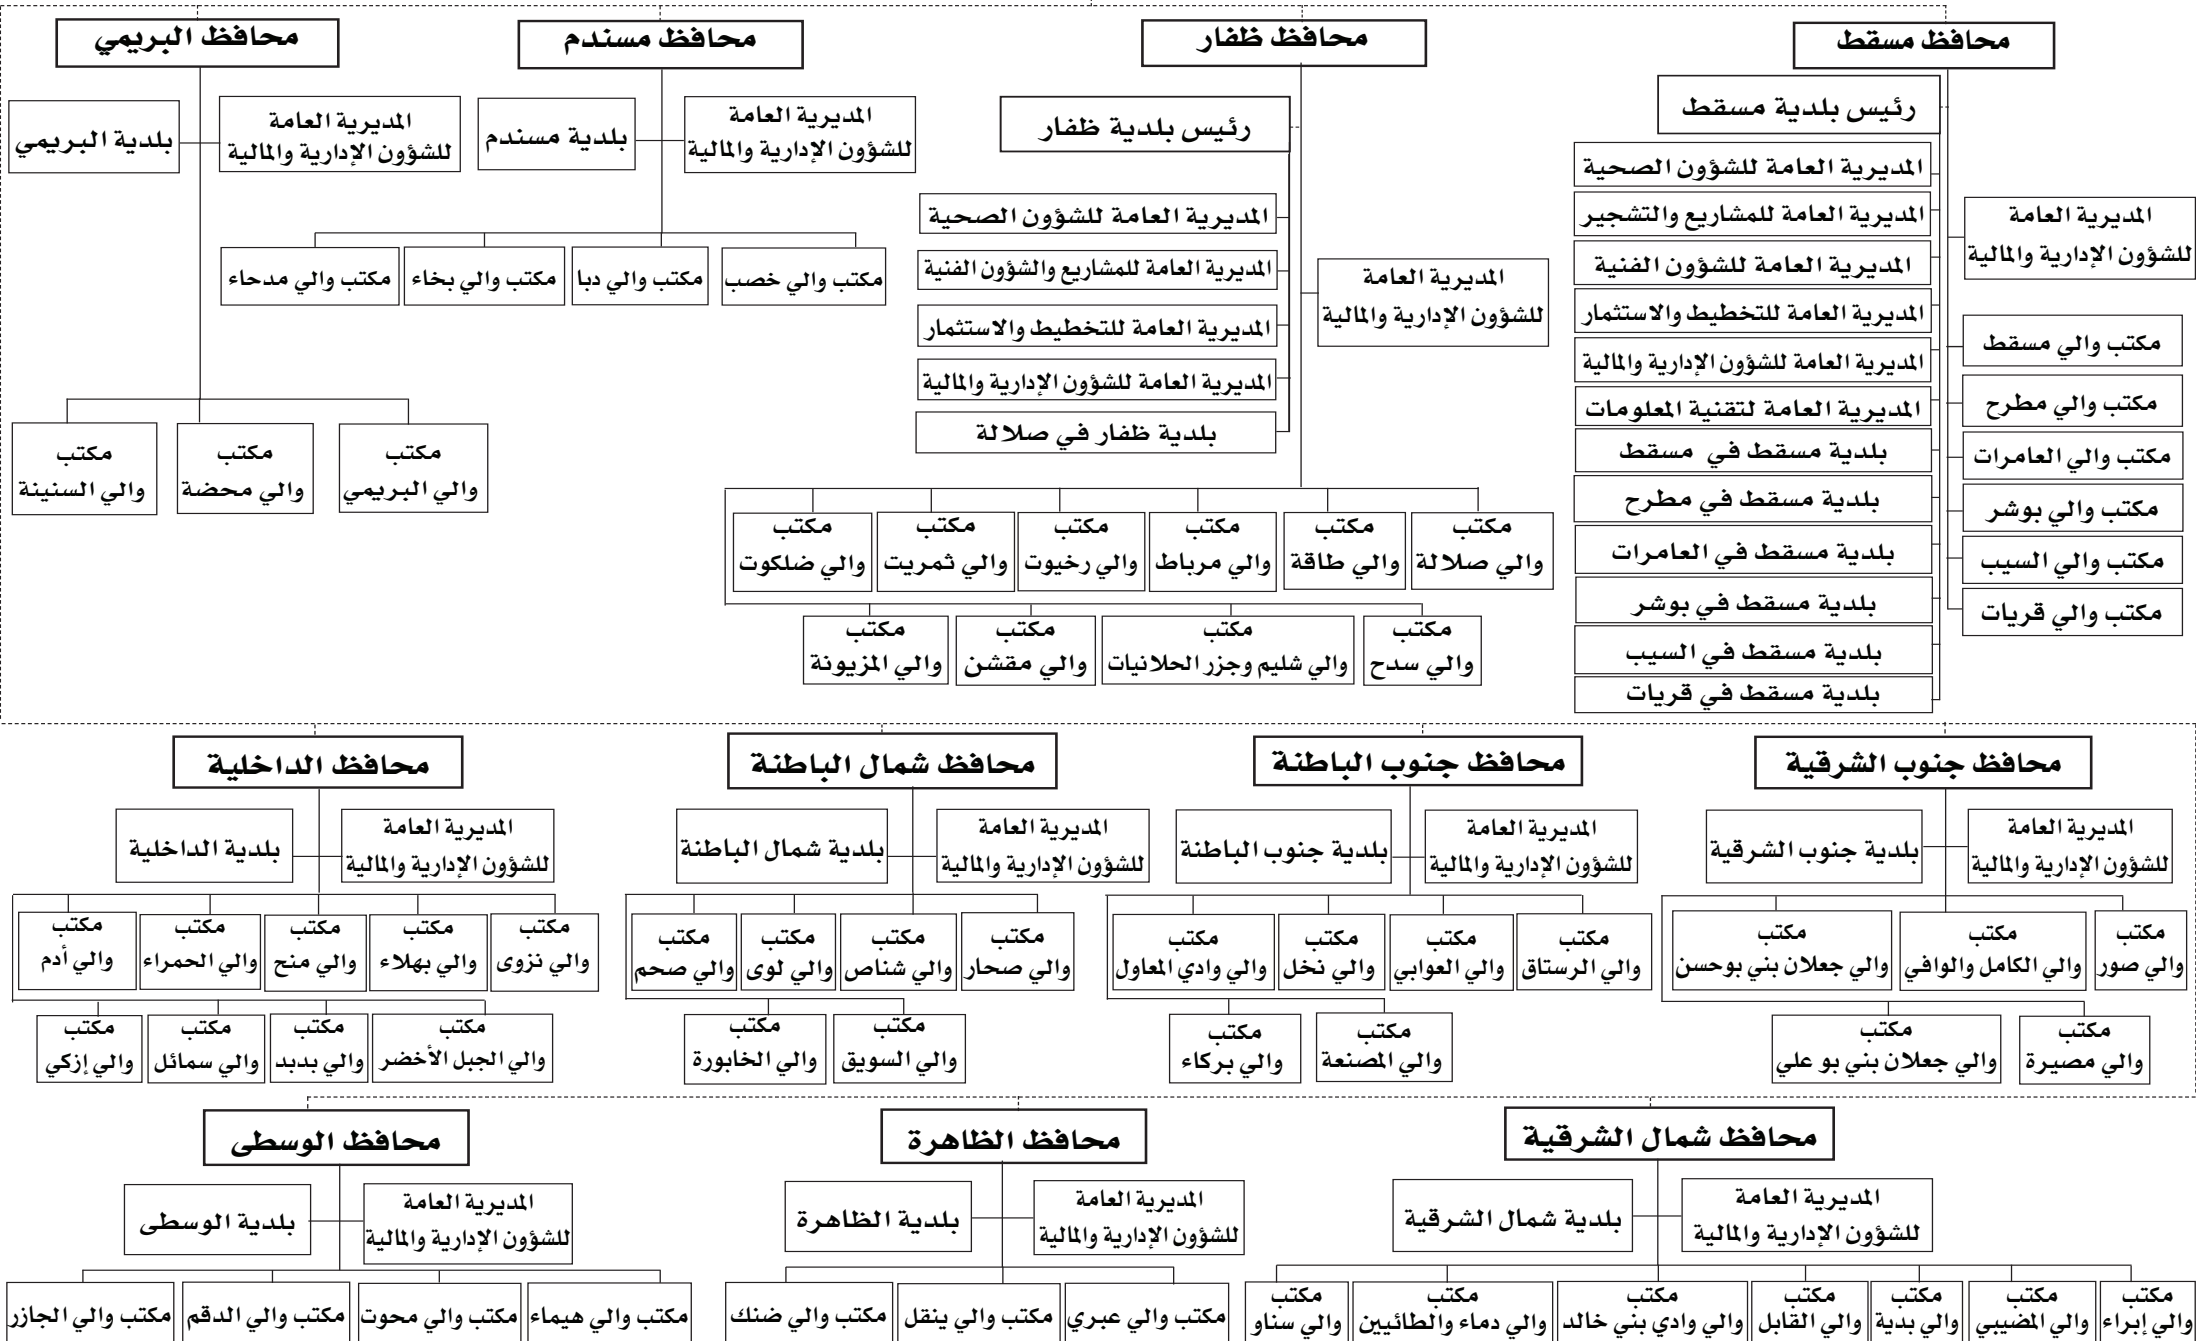 محافظ مسقط
رئيس بلدية مسقط
المديرية العامة للشؤون الصحية
المديرية العامة للمشاريع والتشجير
المديرية العامة للشؤون الفنية
المديرية العامة للتخطيط والاستثمار
المديرية العامة للشؤون الإدارية والمالية
المديرية العامة لتقنية المعلومات
بلدية مسقط في مسقط
بلدية مسقط في مطرح
بلدية مسقط في العامرات
بلدية مسقط في بوشر
بلدية مسقط في السيب
بلدية مسقط في قريات
المديرية العامة
للشؤون الإدارية والمالية
مكتب والي مسقط
مكتب والي مطرح
مكتب والي العامرات
مكتب والي بوشر
مكتب والي السيب
مكتب والي قريات
محافظ ظفار
رئيس بلدية ظفار
المديرية العامة للشؤون الصحية
المديرية العامة للمشاريع والشؤون الفنية
المديرية العامة للتخطيط والاستثمار
المديرية العامة للشؤون الإدارية والمالية
بلدية ظفار في صلالة
المديرية العامة
للشؤون الإدارية والمالية
مكتب
والي صلالة
مكتب
والي طاقة
مكتب
والي مرباط
مكتب
والي رخيوت
مكتب
والي ثمريت
مكتب
والي ضلكوت
مكتب
والي سدح
مكتب
والي شليم وجزر الحلانيات
مكتب
والي مقشن
مكتب
والي المزيونة
محافظ مسندم
المديرية العامة
للشؤون الإدارية والمالية
بلدية مسندم
مكتب والي خصب
مكتب والي دبا
مكتب والي بخاء
مكتب والي مدحاء
محافظ البريمي
المديرية العامة
للشؤون الإدارية والمالية
بلدية البريمي
مكتب
والي البريمي
مكتب
والي محضة
مكتب
والي السنينة
محافظ جنوب الشرقية
المديرية العامة
للشؤون الإدارية والمالية
بلدية جنوب الشرقية
مكتب
والي صور
مكتب
والي الكامل والوافي
مكتب
والي جعلان بني بوحسن
مكتب
والي مصيرة
مكتب
والي جعلان بني بو علي
محافظ جنوب الباطنة
المديرية العامة
للشؤون الإدارية والمالية
بلدية جنوب الباطنة
مكتب
والي الرستاق
مكتب
والي العوابي
مكتب
والي نخل
مكتب
والي وادي المعاول
مكتب
والي المصنعة
مكتب
والي بركاء
محافظ شمال الباطنة
المديرية العامة
للشؤون الإدارية والمالية
بلدية شمال الباطنة
مكتب
والي صحار
مكتب
والي شناص
مكتب
والي لوى
مكتب
والي صحم
مكتب
والي السويق
مكتب
والي الخابورة
محافظ الداخلية
المديرية العامة
للشؤون الإدارية والمالية
بلدية الداخلية
مكتب
والي نزوى
مكتب
والي بهلاء
مكتب
والي منح
مكتب
والي الحمراء
مكتب
والي أدم
مكتب
والي الجبل الأخضر
مكتب
والي بدبد
مكتب
والي سمائل
مكتب
والي إزكي
محافظ شمال الشرقية
المديرية العامة
للشؤون الإدارية والمالية
بلدية شمال الشرقية
مكتب
والي إبراء
مكتب
والي المضيبي
مكتب
والي بدية
مكتب
والي القابل
مكتب
والي وادي بني خالد
مكتب
والي دماء والطائيين
مكتب
والي سناو
محافظ الظاهرة
المديرية العامة
للشؤون الإدارية والمالية
بلدية الظاهرة
مكتب والي عبري
مكتب والي ينقل
مكتب والي ضنك
محافظ الوسطى
المديرية العامة
للشؤون الإدارية والمالية
بلدية الوسطى
مكتب والي هيماء
مكتب والي محوت
مكتب والي الدقم
مكتب والي الجازر